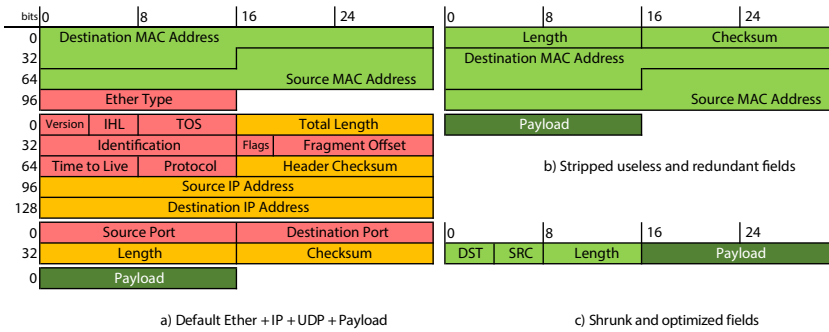 bits 0 8 16 24
0 Destination MAC Address
32
64 Source MAC Address
96 Ether Type
0 Version IHL TOS Total Length
32 Identification Flags Fragment Offset
64 Time to Live Protocol Header Checksum
96 Source IP Address
128 Destination IP Address
0 Source Port Destination Port
32 Length Checksum
0 Payload
a) Default Ether + IP + UDP + Payload
0 8 16 24
Length Checksum
Destination MAC Address
Source MAC Address
Payload
b) Stripped useless and redundant fields
0 8 16 24
DST SRC Length Payload
c) Shrunk and optimized fields